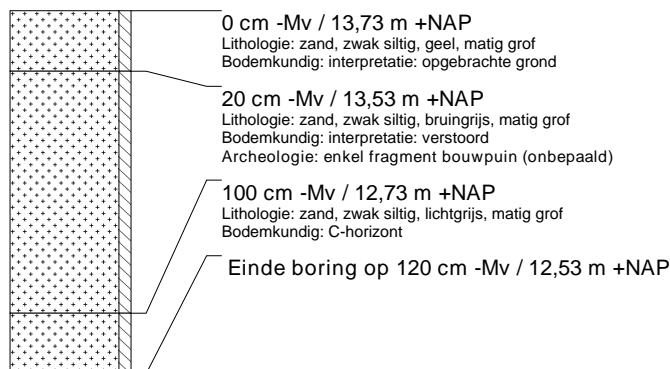 0 cm -Mv / 13,73 m +NAP
Lithologie: zand, zwak siltig, geel, matig grof
Bodemkundig: interpretatie: opgebrachte grond
20 cm -Mv / 13,53 m +NAP
Lithologie: zand, zwak siltig, bruingrijs, matig grof
Bodemkundig: interpretatie: verstoord
Archeologie: enkel fragment bouwpuin (onbepaald)
100 cm -Mv / 12,73 m +NAP
Lithologie: zand, zwak siltig, lichtgrijs, matig grof
Bodemkundig: C-horizont
Einde boring op 120 cm -Mv / 12,53 m +NAP